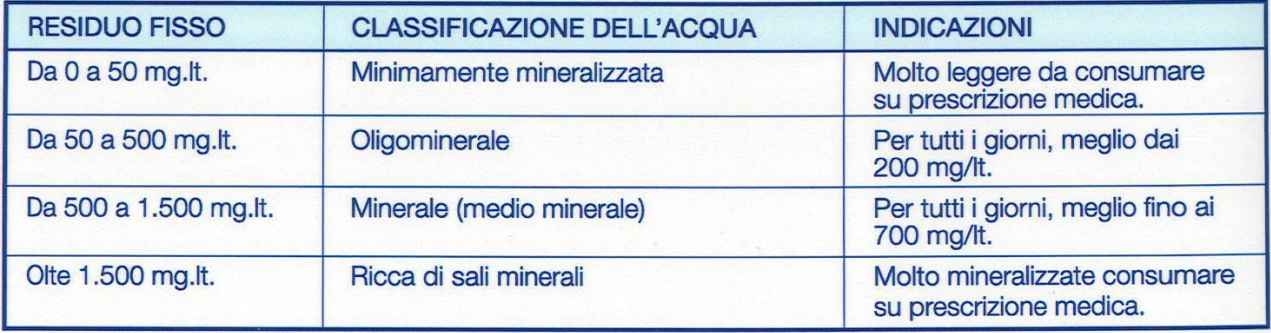 RESIDUO FISSO CLASSIFICAZIONE DELL'ACQUA INDICAZIONI
Da 0 a 50 mg.lt. Minimamente mineralizzata Molto leggere da consumare
su prescrizione medica.
Da 50 a 500 mg.lt. Oligominerale Per tutti i giorni, meglio dai
200 mg/lt.
Da 500 a 1.500 mg.lt. Minerale (medio minerale) Per tutti i giorni, meglio fino ai
700 mg/lt.
Olte 1.500 mg.lt. Ricca di sali minerali Molto mineralizzate consumare
su prescrizione medica.